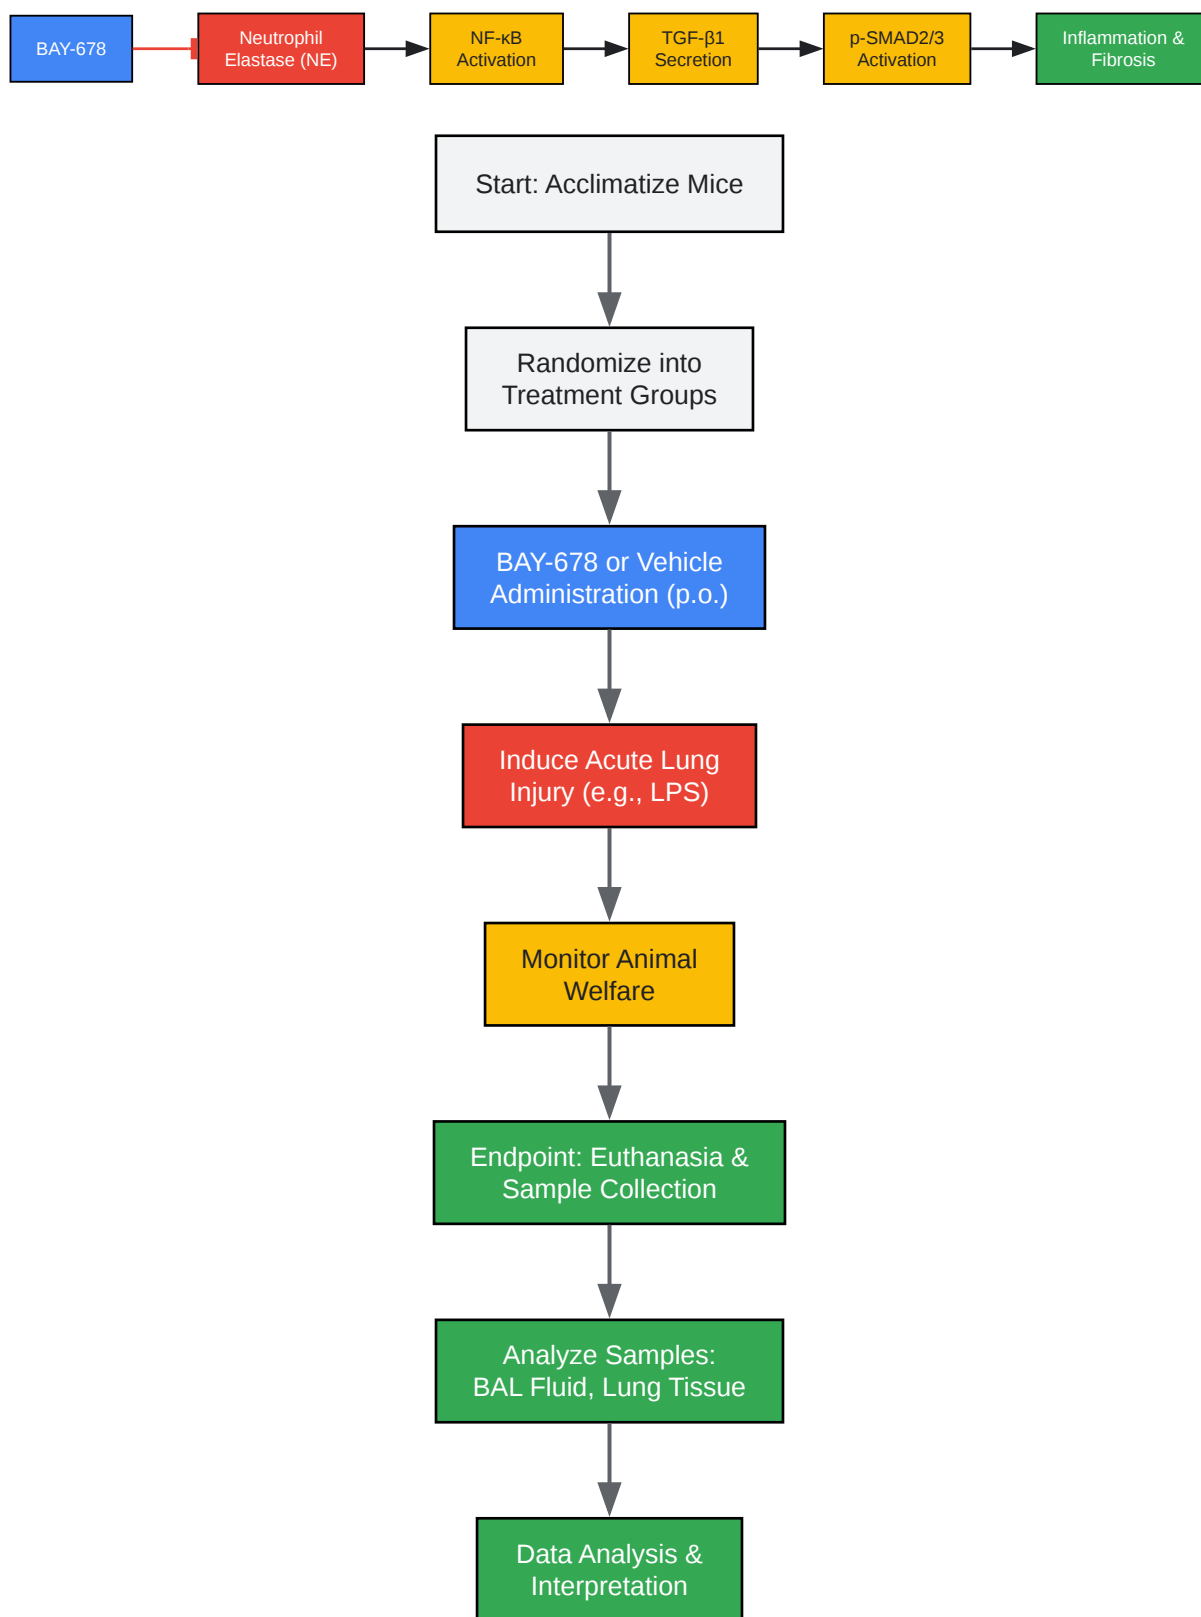 BAY-678
Neutrophil
Elastase (NE)
NF-κB
Activation
TGF-β1
Secretion
p-SMAD2/3
Activation
Inflammation &
Fibrosis
Start: Acclimatize Mice
Randomize into
Treatment Groups
BAY-678 or Vehicle
Administration (p.o.)
Induce Acute Lung
Injury (e.g., LPS)
Monitor Animal
Welfare
Endpoint: Euthanasia &
Sample Collection
Analyze Samples:
BAL Fluid, Lung Tissue
Data Analysis &
Interpretation